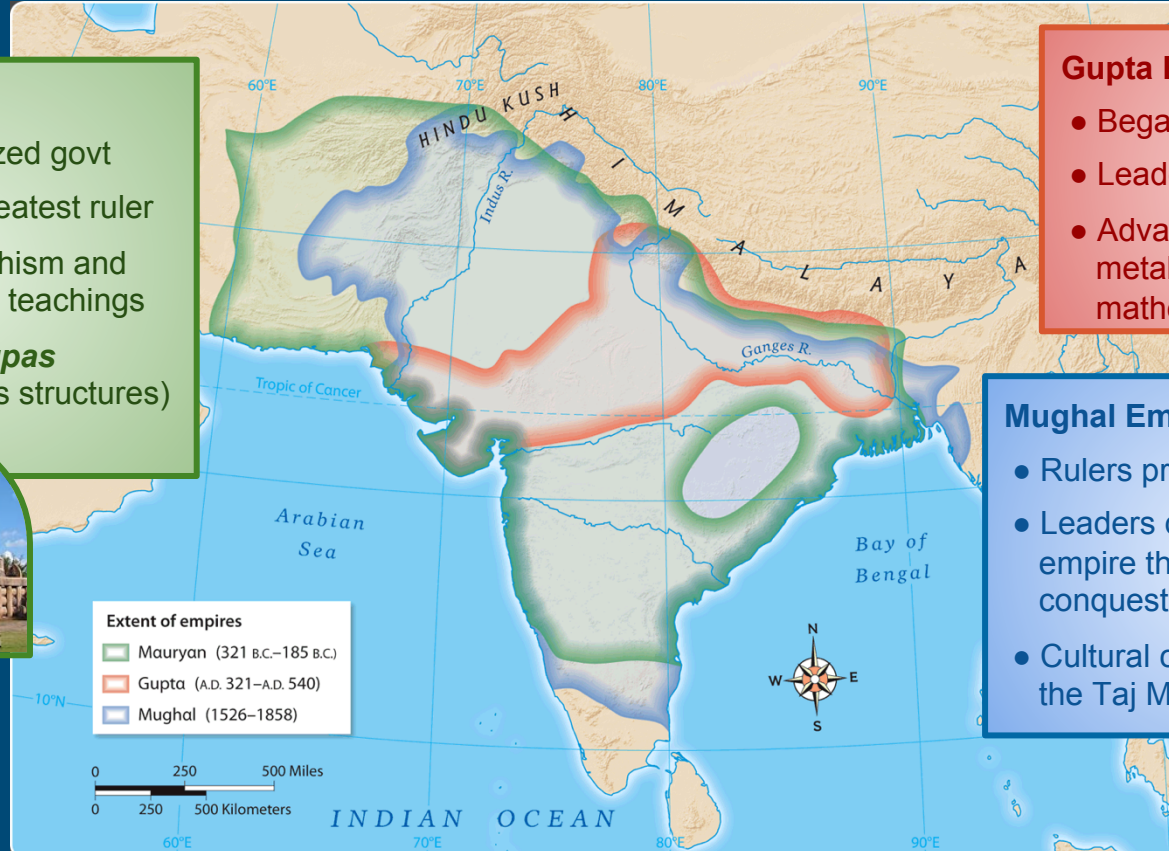 zed govt
eatest ruler
hism and
teachings
pas
s structures)
Gupta
● Bega
● Lead
● Adva
metal
mathe
Mughal Em
● Rulers pr
● Leaders
empire th
conquest
● Cultural
the Taj M
60°E
70°E
80°E
90°E
HINDU KUSH
HIMALAYA
Indus R.
Ganges R.
Tropic of Cancer
Arabian
Sea
Bay of
Bengal
Extent of empires
Mauryan (321 B.C.–185 B.C.)
Gupta (A.D. 321–A.D. 540)
Mughal (1526–1858)
N
W E
S
10°N
0 250 500 Miles
0 250 500 Kilometers
INDIAN OCEAN
60°E
70°E
80°E
90°E